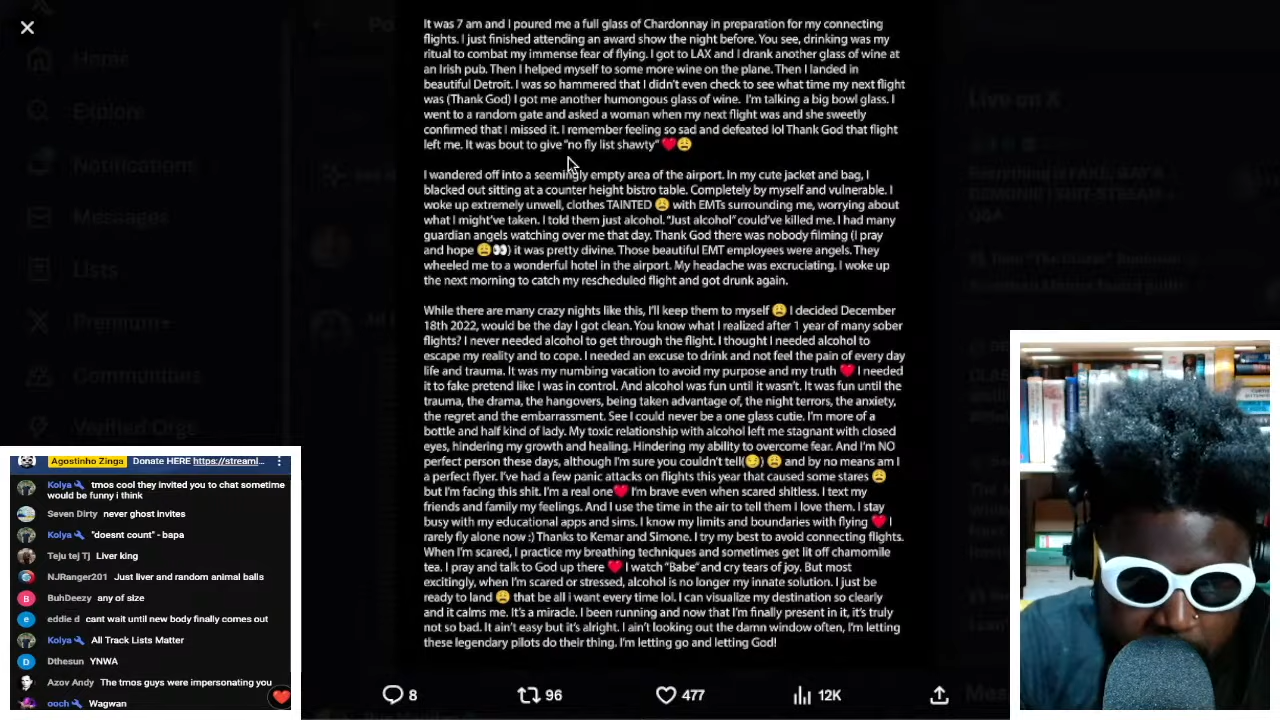 It was 7 am and I poured me a full glass of Chardonnay in preparation for my connecting
flights. I just finished attending an award show the night before. You see, drinking was my
ritual to combat my immense fear of flying. I got to LAX and I drank another glass of wine at
an Irish pub. Then I helped myself to some more wine on the plane. Then I landed in
beautiful Detroit. I was so hammered that I didn't even check to see what time my next flight
was (Thank God) I got me another humongous glass of wine. I'm talking a big bowl glass. I
went to a random gate and asked a woman when my next flight was and she sweetly
confirmed that I missed it. I remember feeling so sad and defeated lol Thank God that flight
left me. It was bout to give "no fly list shawty" ❤️😩
I wandered off into a seemingly empty area of the airport. In my cute jacket and bag, I
blacked out sitting at a counter height bistro table. Completely by myself and vulnerable. I
woke up extremely unwell, clothes TAINTED 😩 with EMTs surrounding me, worrying about
what I might've taken. I told them just alcohol. "Just alcohol" could've killed me. I had many
guardian angels watching over me that day. Thank God there was nobody filming (I pray
and hope 😩👀) it was pretty divine. Those beautiful EMT employees were angels. They
wheeled me to a wonderful hotel in the airport. My headache was excruciating. I woke up
the next morning to catch my rescheduled flight and got drunk again.
While there are many crazy nights like this, I'll keep them to myself 😩 I decided December
18th 2022, would be the day I got clean. You know what I realized after 1 year of many sober
flights? I never needed alcohol to get through the flight. I thought I needed alcohol to
escape my reality and to cope. I needed an excuse to drink and not feel the pain of every day
life and trauma. It was my numbing vacation to avoid my purpose and my truth ❤️ I needed
it to fake pretend like I was in control. And alcohol was fun until it wasn't. It was fun until the
trauma, the drama, the hangovers, being taken advantage of, the night terrors, the anxiety,
the regret and the embarrassment. See I could never be a one glass cutie. I'm more of a
bottle and half kind of lady. My toxic relationship with alcohol left me stagnant with closed
eyes, hindering my growth and healing. Hindering my ability to overcome fear. And I'm NO
perfect person these days, although I'm sure you couldn't tell(😏) 😩 and by no means am I
a perfect flyer. I've had a few panic attacks on flights this year that caused some stares 😩
but I'm facing this shit. I'm a real one❤️ I'm brave even when scared shitless. I text my
friends and family my feelings. And I use the time in the air to tell them I love them. I stay
busy with my educational apps and sims. I know my limits and boundaries with flying ❤️ I
rarely fly alone now :) Thanks to Kemar and Simone. I try my best to avoid connecting flights.
When I'm scared, I practice my breathing techniques and sometimes get lit off chamomile
tea. I pray and talk to God up there ❤️ I watch "Babe" and cry tears of joy. But most
excitingly, when I'm scared or stressed, alcohol is no longer my innate solution. I just be
ready to land 😩 that be all i want every time lol. I can visualize my destination so clearly
and it calms me. It's a miracle. I been running and now that I'm finally present in it, it's truly
not so bad. It ain't easy but it's alright. I ain't looking out the damn window often, I'm letting
these legendary pilots do their thing. I'm letting go and letting God!
8 96 477 12K
Home
Explore
Notifications
Messages
Lists
Premium+
Communities
Verified Orgs
Live on X
Agostinho Zinga Donate HERE https://streaml...
Kolya tmos cool they invited you to chat sometime
would be funny i think
Seven Dirty never ghost invites
Kolya "doesnt count" - bapa
Teju tej Tj Liver king
NJRanger201 Just liver and random animal balls
BuhDeezy any of size
eddie d cant wait until new body finally comes out
Kolya All Track Lists Matter
Dthesun YNWA
Azov Andy The tmos guys were impersonating you
ooch Wagwan